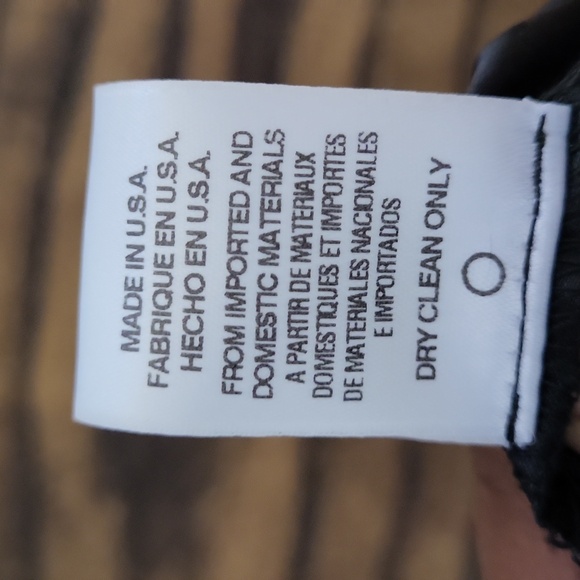 MADE IN U.S.A.
FABRIQUE EN U.S.A.
HECHO EN U.S.A.
FROM IMPORTED AND
DOMESTIC MATERIALS
A PARTIR DE MATERIAUX
DOMESTIQUES ET IMPORTES
DE MATERIALES NACIONALES
E IMPORTADOS
DRY CLEAN ONLY